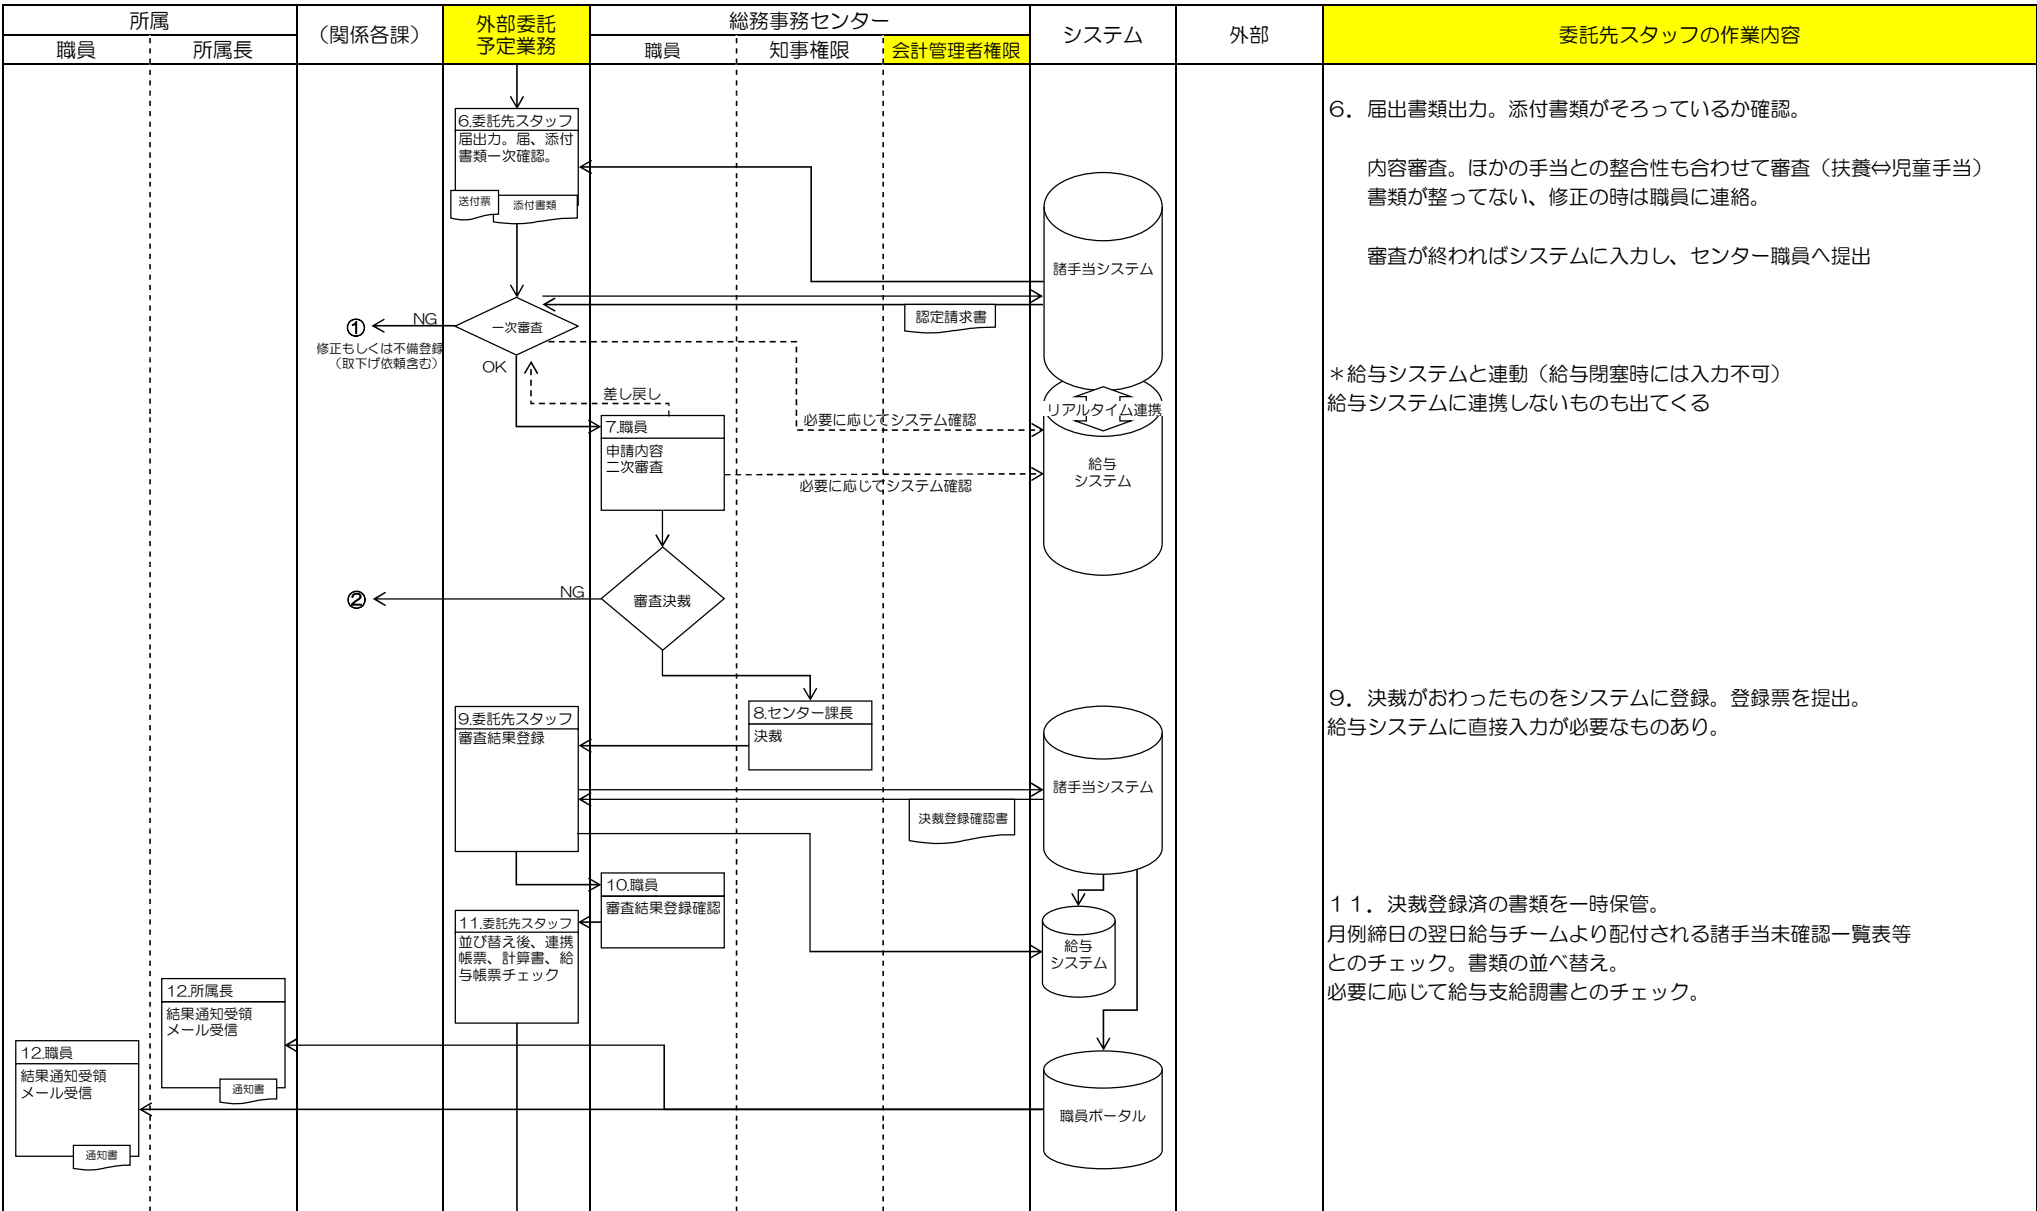 所属
（関係各課）
外部委託
予定業務
総務事務センター
システム
外部
委託先スタッフの作業内容
職員
所属長
職員
知事権限
会計管理者権限
6.委託先スタッフ
届出力。届、添付
書類一次確認。
送付票
添付書類
6．届出書類出力。添付書類がそろっているか確認。
内容審査。ほかの手当との整合性も合わせて審査（扶養⇔児童手当）
書類が整ってない、修正の時は職員に連絡。
審査が終わればシステムに入力し、センター職員へ提出
諸手当システム
認定請求書
一次審査
NG
①
修正もしくは不備登録
（取下げ依頼含む）
OK
差し戻し
＊給与システムと連動（給与閉塞時には入力不可）
給与システムに連携しないものも出てくる
リアルタイム連携
必要に応じてシステム確認
7.職員
申請内容
二次審査
給与
システム
必要に応じてシステム確認
審査決裁
NG
②
8.センター課長
決裁
9.委託先スタッフ
審査結果登録
9．決裁がおわったものをシステムに登録。登録票を提出。
給与システムに直接入力が必要なものあり。
諸手当システム
決裁登録確認書
10.職員
審査結果登録確認
11.委託先スタッフ
並び替え後、連携
帳票、計算書、給
与帳票チェック
給与
システム
１１．決裁登録済の書類を一時保管。
月例締日の翌日給与チームより配付される諸手当未確認一覧表等
とのチェック。書類の並べ替え。
必要に応じて給与支給調書とのチェック。
12.所属長
結果通知受領
メール受信
通知書
12.職員
結果通知受領
メール受信
通知書
職員ポータル